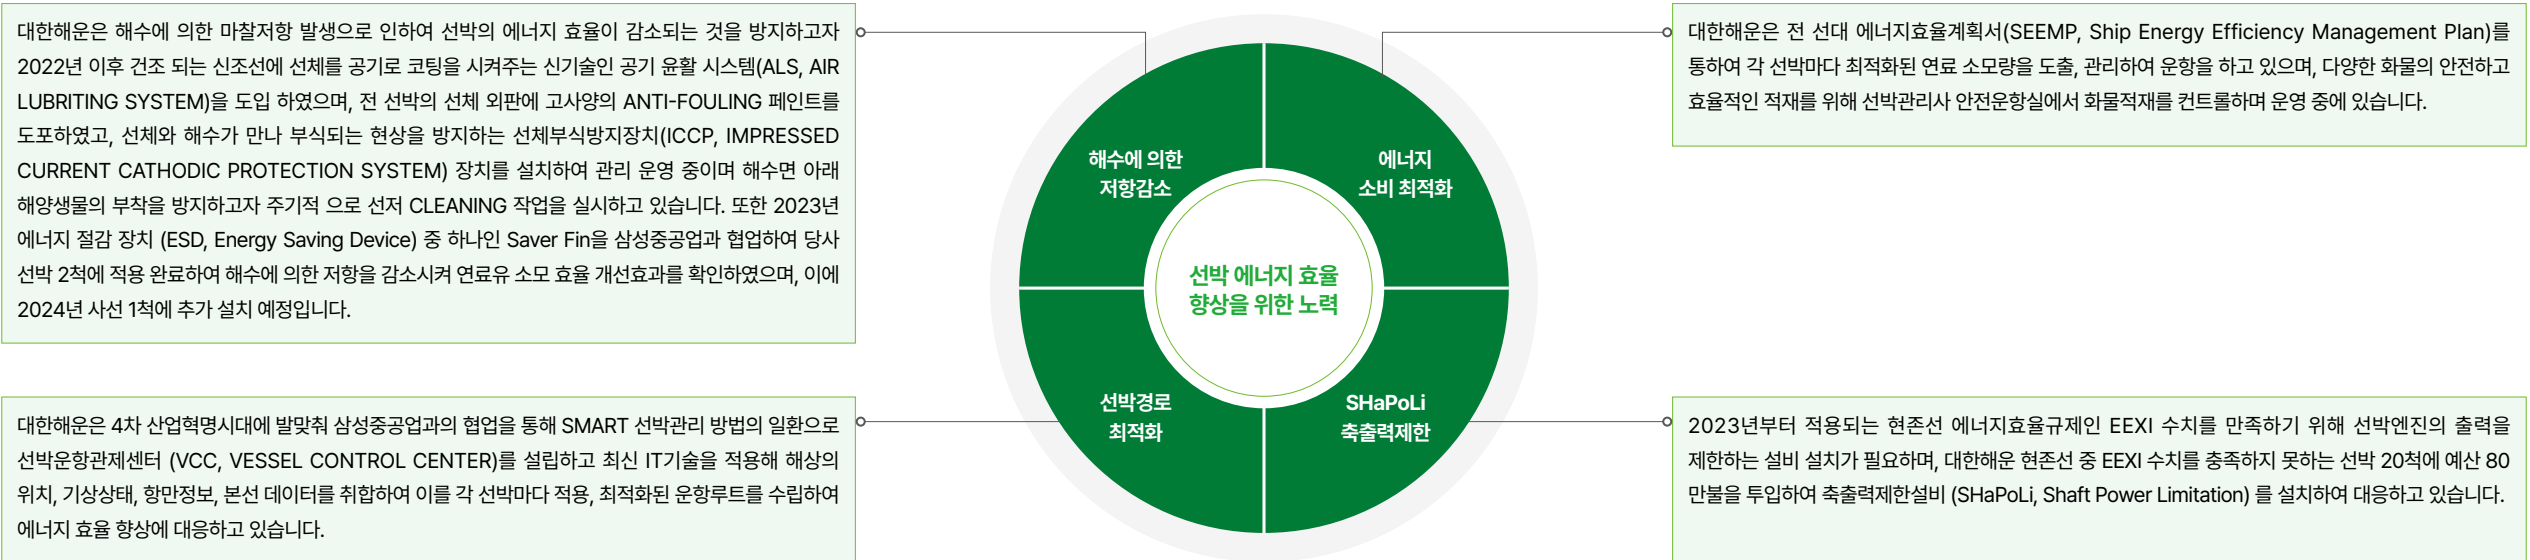 대한해운은 해수에 의한 마찰저항 발생으로 인하여 선박의 에너지 효율이 감소되는 것을 방지하고자
2022년 이후 건조 되는 신조선에 선체를 공기로 코팅을 시켜주는 신기술인 공기 윤활 시스템(ALS, AIR
LUBRITING SYSTEM)을 도입 하였으며, 전 선박의 선체 외판에 고사양의 ANTI-FOULING 페인트를
도포하였고, 선체와 해수가 만나 부식되는 현상을 방지하는 선체부식방지장치(ICCP, IMPRESSED
CURRENT CATHODIC PROTECTION SYSTEM) 장치를 설치하여 관리 운영 중이며 해수면 아래
해양생물의 부착을 방지하고자 주기적 으로 선저 CLEANING 작업을 실시하고 있습니다. 또한 2023년
에너지 절감 장치 (ESD, Energy Saving Device) 중 하나인 Saver Fin을 삼성중공업과 협업하여 당사
선박 2척에 적용 완료하여 해수에 의한 저항을 감소시켜 연료유 소모 효율 개선효과를 확인하였으며, 이에
2024년 사선 1척에 추가 설치 예정입니다.
대한해운은 전 선대 에너지효율계획서(SEEMP, Ship Energy Efficiency Management Plan)를
통하여 각 선박마다 최적화된 연료 소모량을 도출, 관리하여 운항을 하고 있으며, 다양한 화물의 안전하고
효율적인 적재를 위해 선박관리사 안전운항실에서 화물적재를 컨트롤하며 운영 중에 있습니다.
해수에 의한
저항감소
에너지
소비 최적화
선박 에너지 효율
향상을 위한 노력
선박경로
최적화
SHaPoLi
축출력제한
대한해운은 4차 산업혁명시대에 발맞춰 삼성중공업과의 협업을 통해 SMART 선박관리 방법의 일환으로
선박운항관제센터 (VCC, VESSEL CONTROL CENTER)를 설립하고 최신 IT기술을 적용해 해상의
위치, 기상상태, 항만정보, 본선 데이터를 취합하여 이를 각 선박마다 적용, 최적화된 운항루트를 수립하여
에너지 효율 향상에 대응하고 있습니다.
2023년부터 적용되는 현존선 에너지효율규제인 EEXI 수치를 만족하기 위해 선박엔진의 출력을
제한하는 설비 설치가 필요하며, 대한해운 현존선 중 EEXI 수치를 충족하지 못하는 선박 20척에 예산 80
만불을 투입하여 축출력제한설비 (SHaPoLi, Shaft Power Limitation) 를 설치하여 대응하고 있습니다.